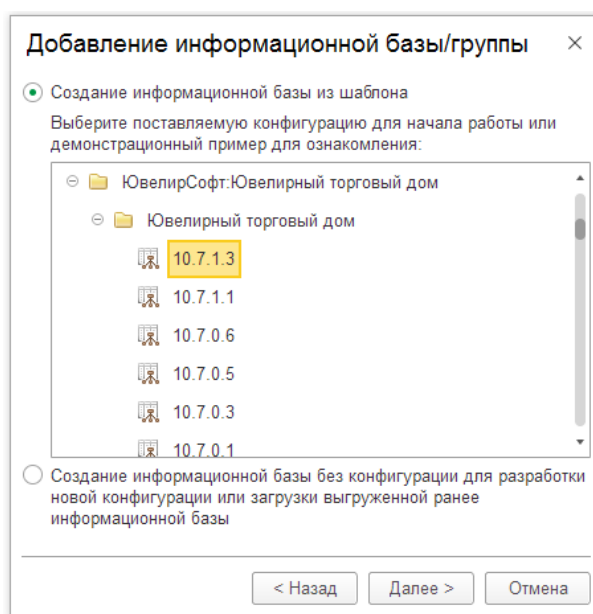 Добавление информационной базы/группы
Создание информационной базы из шаблона
Выберите поставляемую конфигурацию для начала работы или
демонстрационный пример для ознакомления:
ЮвелирСофт:Ювелирный торговый дом
Ювелирный торговый дом
10.7.1.3
10.7.1.1
10.7.0.6
10.7.0.5
10.7.0.3
10.7.0.1
Создание информационной базы без конфигурации для разработки
новой конфигурации или загрузки выгруженной ранее
информационной базы
< Назад Далее > Отмена